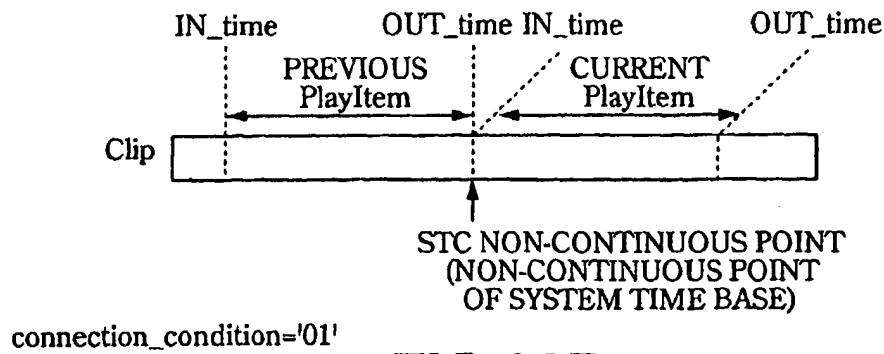 IN_time OUT_time IN_time OUT_time
PREVIOUS
PlayItem
CURRENT
PlayItem
Clip
STC NON-CONTINUOUS POINT
(NON-CONTINUOUS POINT
OF SYSTEM TIME BASE)
connection_condition='01'